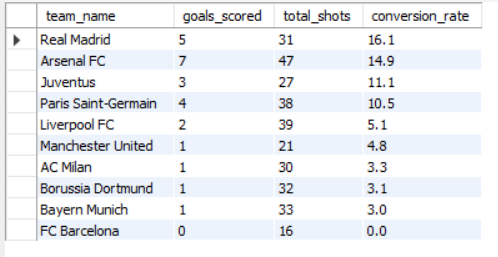 team_name goals_scored total_shots conversion_rate
Real Madrid 5 31 16.1
Arsenal FC 7 47 14.9
Juventus 3 27 11.1
Paris Saint-Germain 4 38 10.5
Liverpool FC 2 39 5.1
Manchester United 1 21 4.8
AC Milan 1 30 3.3
Borussia Dortmund 1 32 3.1
Bayern Munich 1 33 3.0
FC Barcelona 0 16 0.0